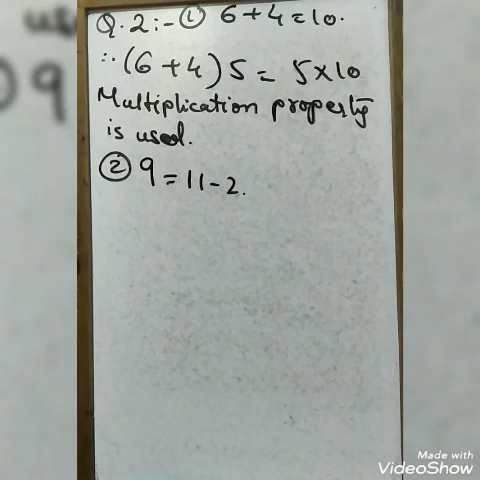 Q. 2:- ① 6+4=10.
∴ (6+4)5 = 5×10
Multiplication property
is used.
② 9=11-2.
Made with
VideoShow